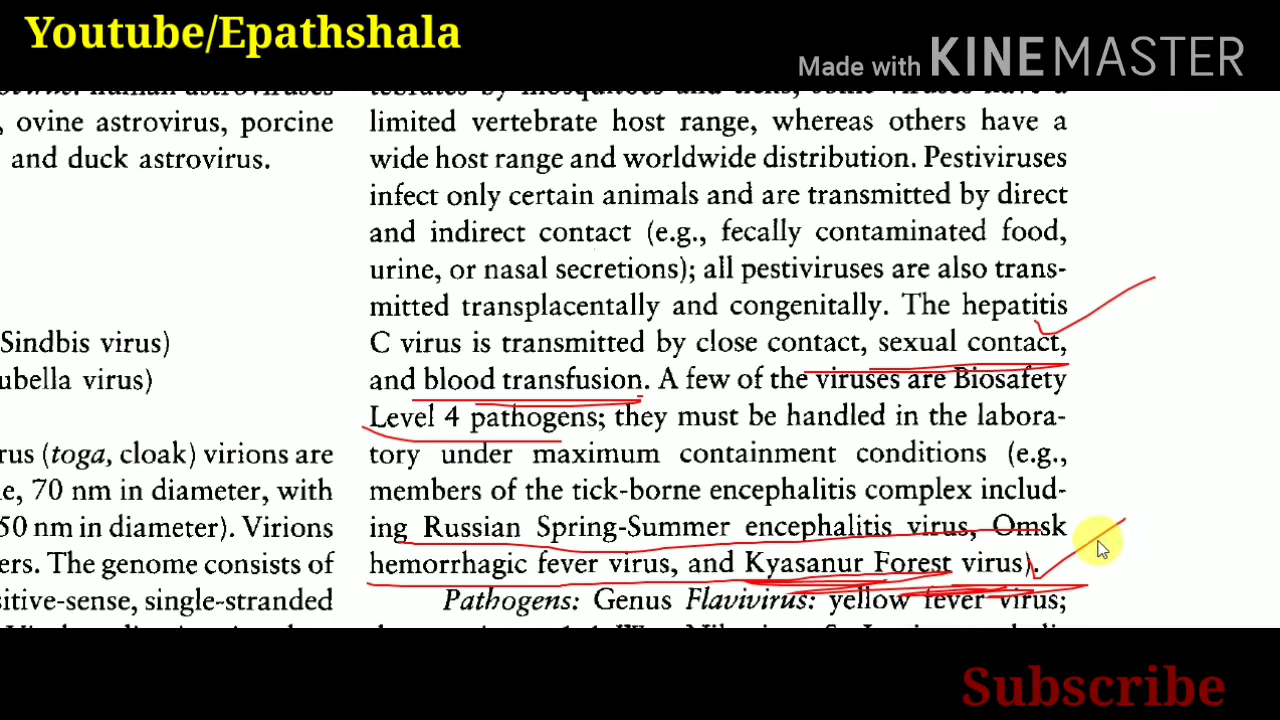 Youtube/Epathshala
Made with KINEMASTER
, ovine astrovirus, porcine
and duck astrovirus.
Sindbis virus)
ubella virus)
rus (toga, cloak) virions are
e, 70 nm in diameter, with
50 nm in diameter). Virions
ers. The genome consists of
sitive-sense, single-stranded
limited vertebrate host range, whereas others have a
wide host range and worldwide distribution. Pestiviruses
infect only certain animals and are transmitted by direct
and indirect contact (e.g., fecally contaminated food,
urine, or nasal secretions); all pestiviruses are also trans-
mitted transplacentally and congenitally. The hepatitis
C virus is transmitted by close contact, sexual contact,
and blood transfusion. A few of the viruses are Biosafety
Level 4 pathogens; they must be handled in the labora-
tory under maximum containment conditions (e.g.,
members of the tick-borne encephalitis complex includ-
ing Russian Spring-Summer encephalitis virus, Omsk
hemorrhagic fever virus, and Kyasanur Forest virus).
Pathogens: Genus Flavivirus: yellow fever virus;
Subscribe